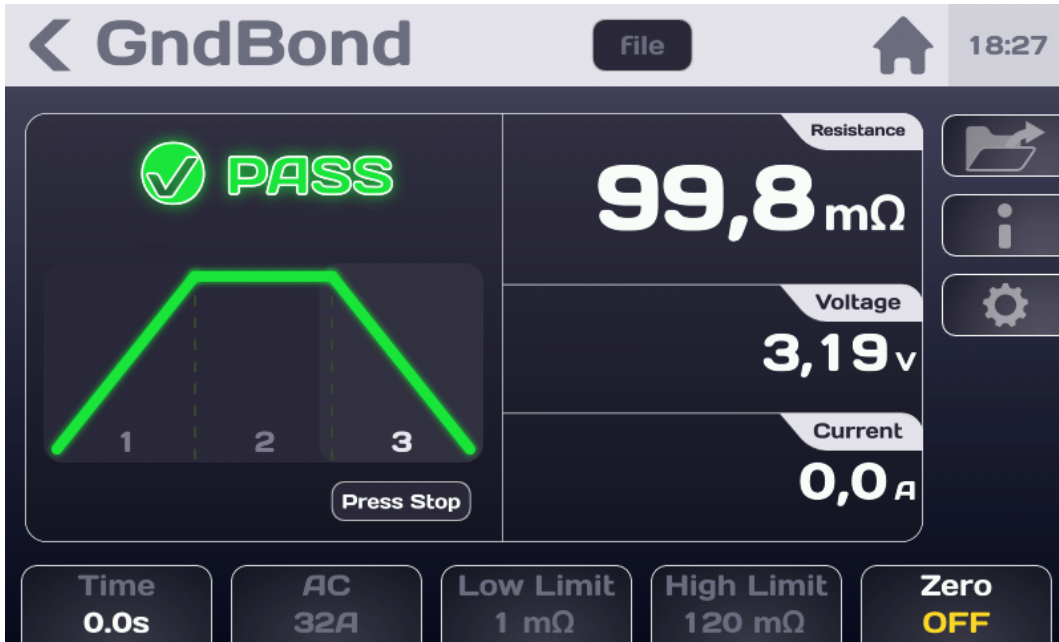 GndBond
file
18:27
PASS
Resistance
99,8 mΩ
Voltage
3,19 V
Current
0,0 A
1 2 3
Press Stop
Time
0.0s
AC
32A
Low Limit
1 mΩ
High Limit
120 mΩ
Zero
OFF